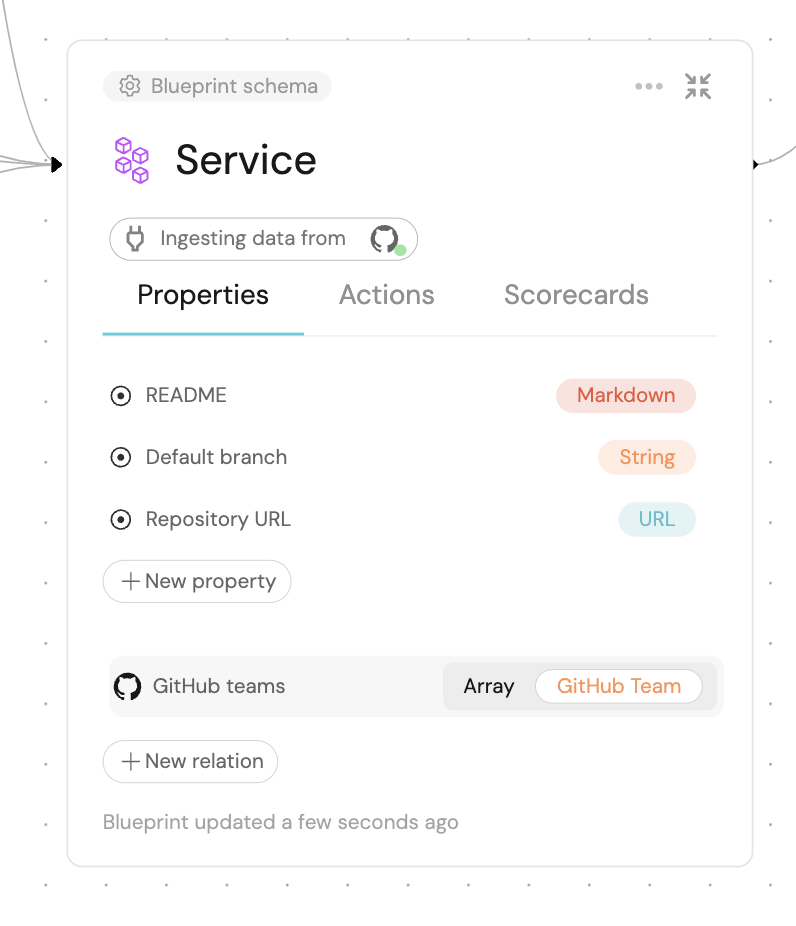 Blueprint schema
Service
Ingesting data from
Properties Actions Scorecards
README Markdown
Default branch String
Repository URL URL
New property
GitHub teams Array GitHub Team
New relation
Blueprint updated a few seconds ago